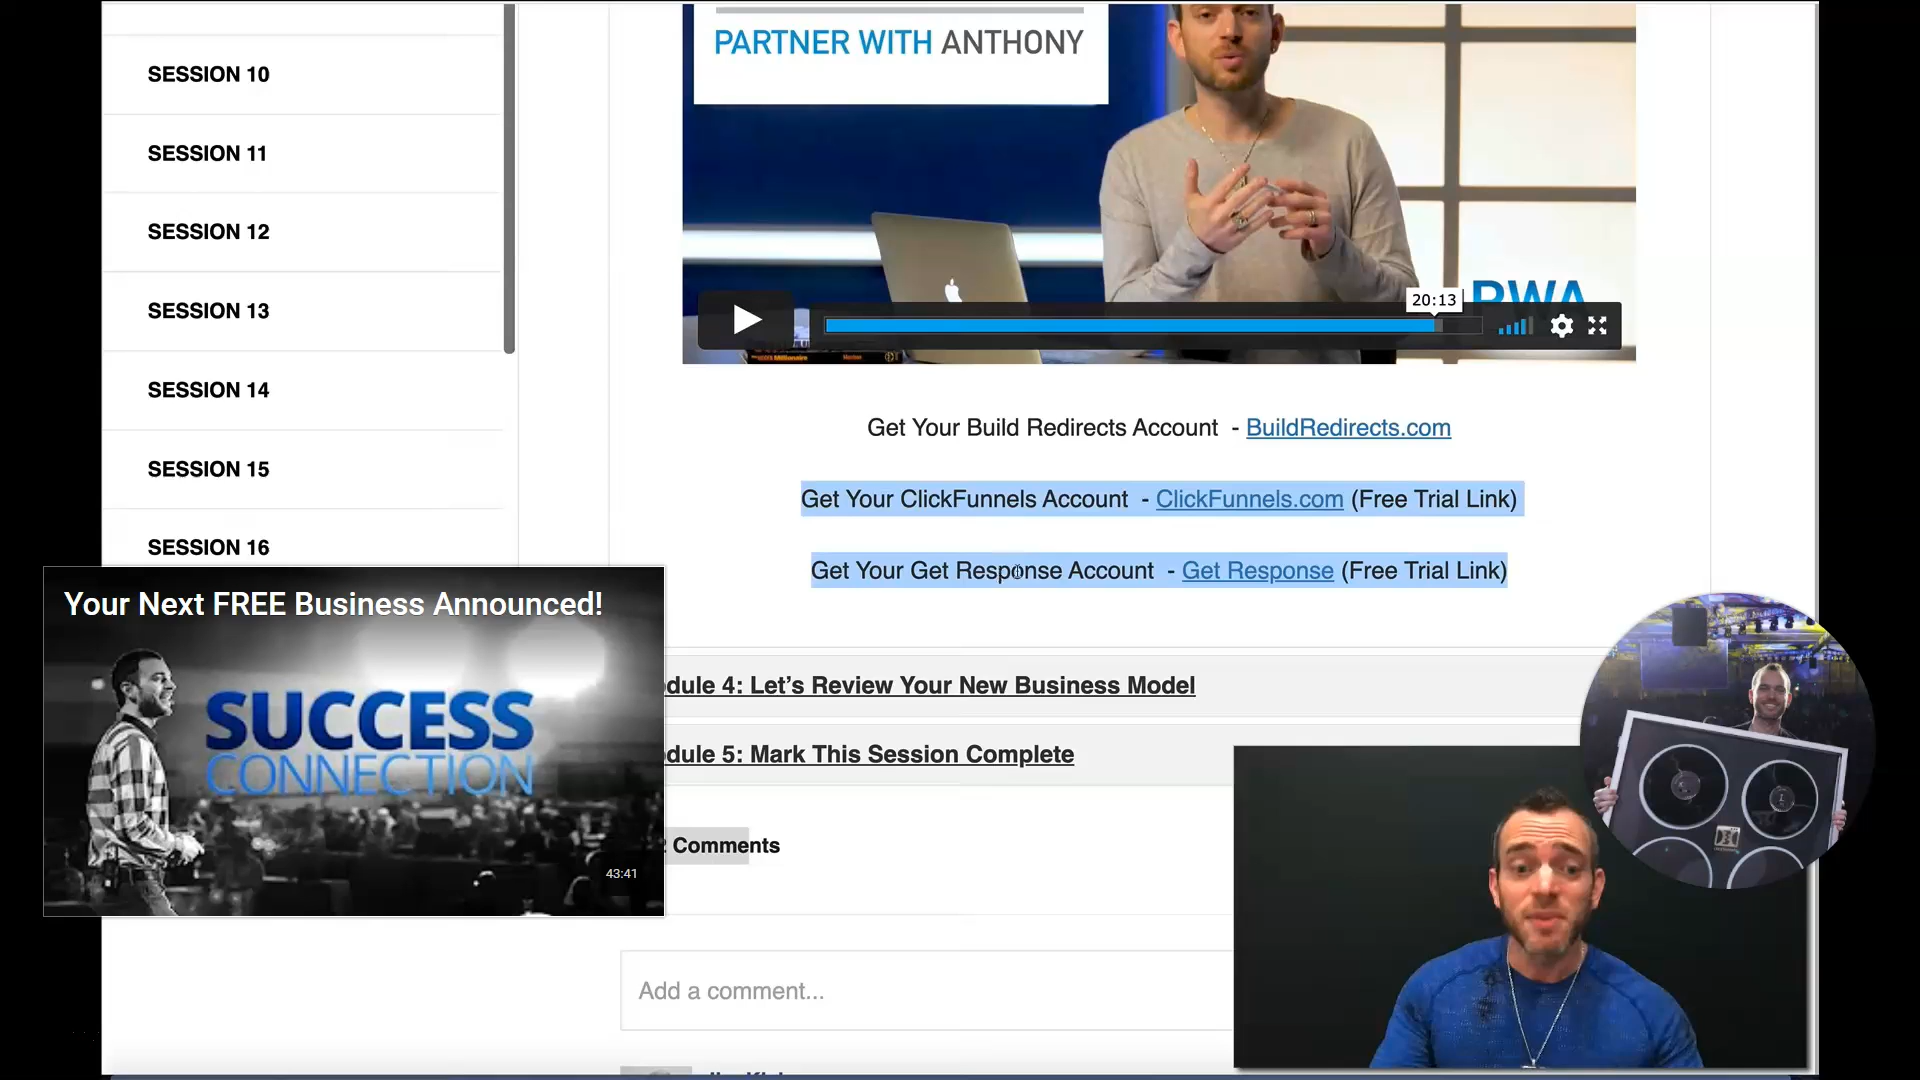 SESSION 10
SESSION 11
SESSION 12
SESSION 13
SESSION 14
SESSION 15
SESSION 16
PARTNER WITH ANTHONY
PWA
20:13
Get Your Build Redirects Account - BuildRedirects.com
Get Your ClickFunnels Account - ClickFunnels.com (Free Trial Link)
Get Your Get Response Account - Get Response (Free Trial Link)
Your Next FREE Business Announced!
SUCCESS
CONNECTION
43:41
dule 4: Let’s Review Your New Business Model
dule 5: Mark This Session Complete
Comments
Add a comment...